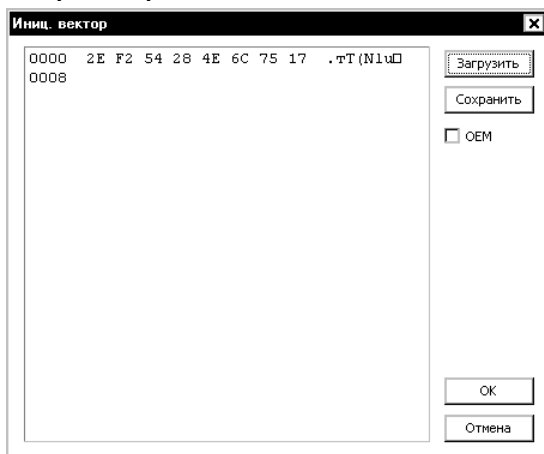 Иниц. вектор
0000 2E F2 54 28 4E 6C 75 17 .тT(Nlu□
0008
Загрузить
Сохранить
OEM
OK
Отмена